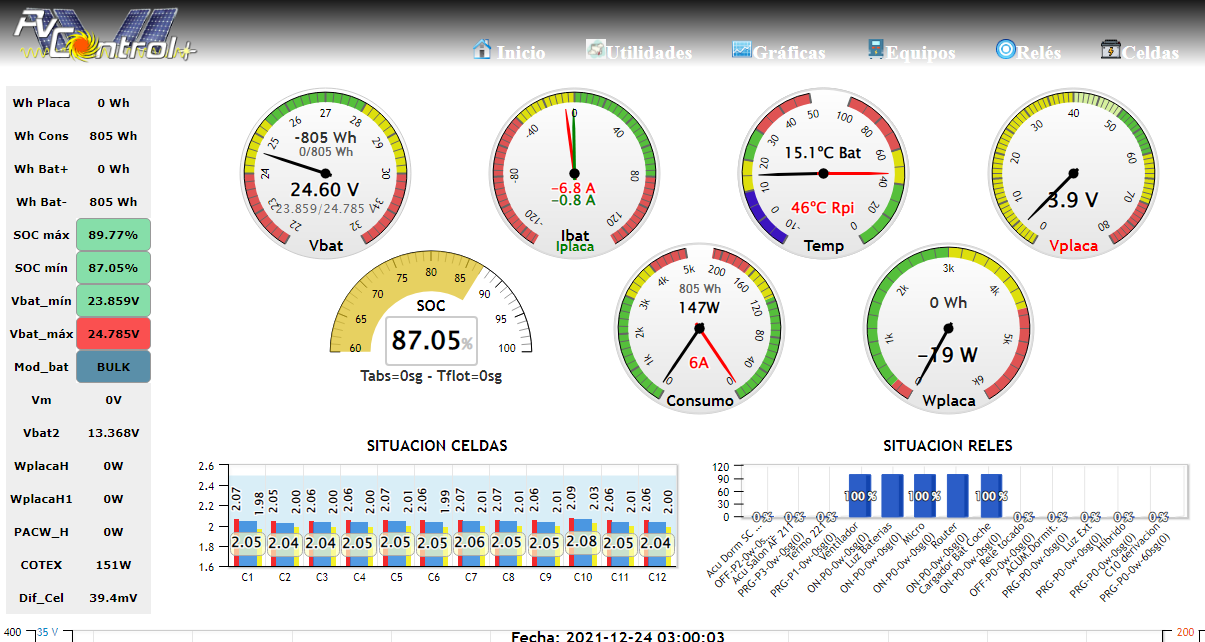 PVControl+
Inicio
Utilidades
Gráficas
Equipos
Relés
Celdas
Wh Placa 0 Wh
Wh Cons 805 Wh
Wh Bat+ 0 Wh
Wh Bat- 805 Wh
SOC máx 89.77%
SOC mín 87.05%
Vbat_mín 23.859V
Vbat_máx 24.785V
Mod_bat BULK
Vm 0V
Vbat2 13.368V
WplacaH 0W
WplacaH1 0W
PACW_H 0W
COTEX 151W
Dif_Cel 39.4mV
22 23 24 25 26 27 28 29 30 31 32
-805 Wh
0/805 Wh
24.60 V
23.859/24.785 V
Vbat
-120 -80 -40 0 40 80 120
-6.8 A
-0.8 A
Ibat
Iplaca
-10 0 10 20 30 40 50
100 80 60 40 20 0
15.1ºC Bat
46ºC Rpi
Temp
0 10 20 30 40 50 60 70 80
3.9 V
Vplaca
60 65 70 75 80 85 90 95 100
SOC
87.05%
Tabs=0sg - Tflot=0sg
0 1k 2k 3k 4k 5k
200 160 120 80 40 0
805 Wh
147W
6A
Consumo
0 1k 2k 3k 4k 5k 6k
0 Wh
-19 W
Wplaca
SITUACION CELDAS
2.6
2.4
2.2
2
1.8
1.6
2.07 1.98 2.05 2.00 2.06 2.00 2.06 2.00 2.07 2.01 2.06 1.99 2.07 2.01 2.07 2.01 2.06 2.00 2.09 2.03 2.06 2.01 2.06 2.00
2.05 2.04 2.04 2.05 2.05 2.05 2.06 2.05 2.05 2.08 2.05 2.04
C1 C2 C3 C4 C5 C6 C7 C8 C9 C10 C11 C12
SITUACION RELES
120
90
60
30
0
0% 0% 0% 100% 100% 100% 0% 0% 0% 0% 0%
Acu Dorm SC ...
OFF-P2-0w-0s...
Acu Salon AF 211
PRG-P3-0w-0sg(0)
Termo 221
PRG-P1-0w-0sg(0)
Ventilador
ON-P0-0w-0sg(0)
Luz Baterias
ON-P0-0w-0sg(0)
Micro
ON-P0-0w-0sg(0)
Router
ON-P0-0w-0sg(0)
Cargador Bat Coche
ON-P0-0w-0sg(0)
Rele tocado
OFF-P0-0w-0sg(0)
ACUM.Dormit.
PRG-P0-0w-0sg(0)
Luz Ext
PRG-P0-0w-0sg(0)
Hibrido
PRG-P0-0w-0sg(0)
C10 derivacion
PRG-P0-0w-60sg(0)
400 35 V
Fecha: 2021-12-24 03:00:03
200